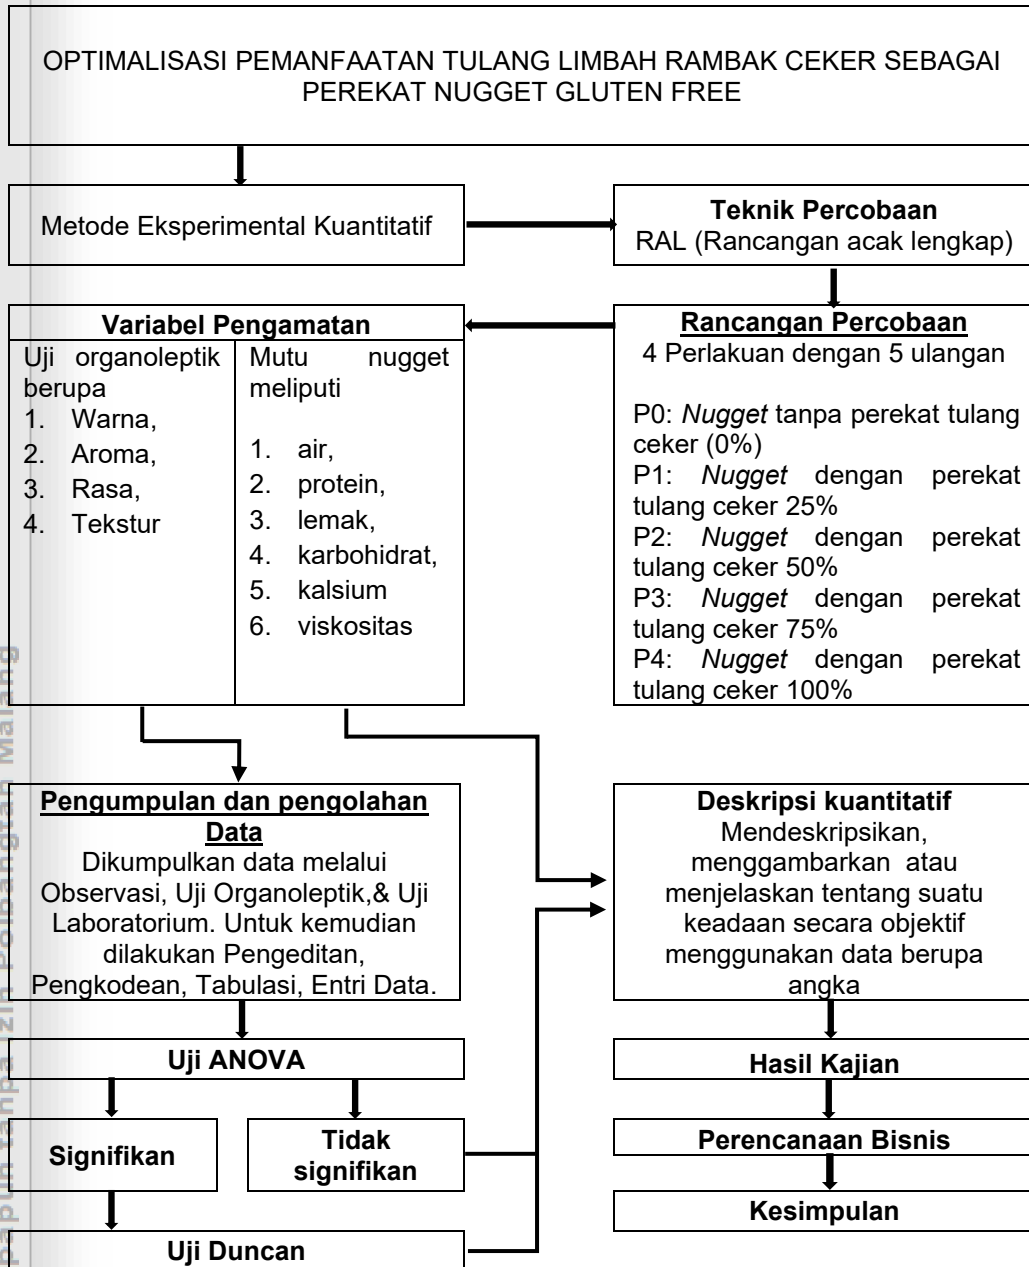 OPTIMALISASI PEMANFAATAN TULANG LIMBAH RAMBAK CEKER SEBAGAI
PEREKAT NUGGET GLUTEN FREE
Metode Eksperimental Kuantitatif
Teknik Percobaan
RAL (Rancangan acak lengkap)
Rancangan Percobaan
4 Perlakuan dengan 5 ulangan
P0: Nugget tanpa perekat tulang
ceker (0%)
P1: Nugget dengan perekat
tulang ceker 25%
P2: Nugget dengan perekat
tulang ceker 50%
P3: Nugget dengan perekat
tulang ceker 75%
P4: Nugget dengan perekat
tulang ceker 100%
Variabel Pengamatan
Uji organoleptik
berupa
1. Warna,
2. Aroma,
3. Rasa,
4. Tekstur
Mutu nugget
meliputi
1. air,
2. protein,
3. lemak,
4. karbohidrat,
5. kalsium
6. viskositas
Pengumpulan dan pengolahan
Data
Dikumpulkan data melalui
Observasi, Uji Organoleptik,& Uji
Laboratorium. Untuk kemudian
dilakukan Pengeditan,
Pengkodean, Tabulasi, Entri Data.
Uji ANOVA
Signifikan
Tidak
signifikan
Uji Duncan
Deskripsi kuantitatif
Mendeskripsikan,
menggambarkan atau
menjelaskan tentang suatu
keadaan secara objektif
menggunakan data berupa
angka
Hasil Kajian
Perencanaan Bisnis
Kesimpulan
papun tanpa izin Polbangtan Malang